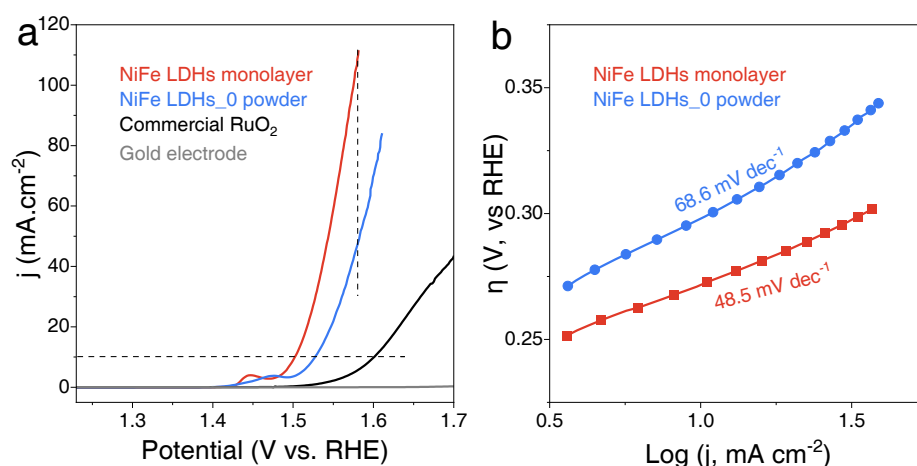 a
120
100
80
60
40
20
0
j (mA.cm⁻²)
NiFe LDHs monolayer
NiFe LDHs_0 powder
Commercial RuO₂
Gold electrode
1.3 1.4 1.5 1.6 1.7
Potential (V vs. RHE)
b
0.35
0.30
0.25
η (V, vs RHE)
NiFe LDHs monolayer
NiFe LDHs_0 powder
68.6 mV dec⁻¹
48.5 mV dec⁻¹
0.5 1.0 1.5
Log (j, mA cm⁻²)